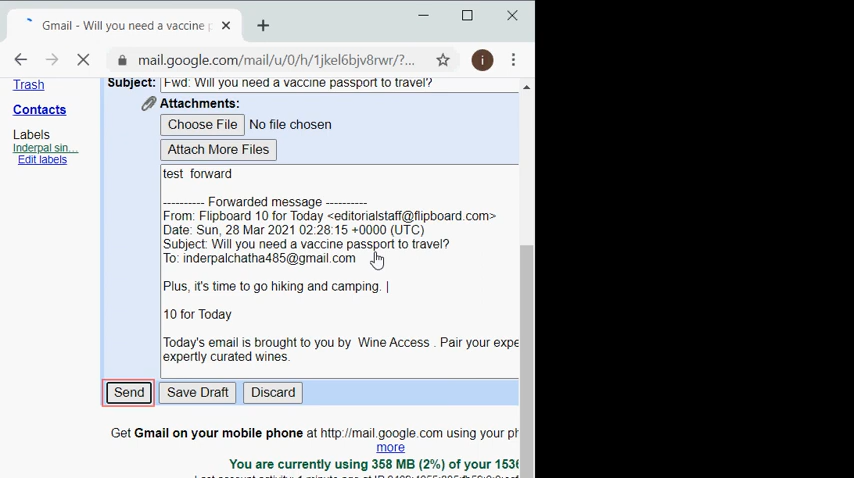 Gmail - Will you need a vaccine p
mail.google.com/mail/u/0/h/1jkel6bjv8rwr/?...
i
Trash
Subject: Fwd: Will you need a vaccine passport to travel?
Contacts
Attachments:
Choose File No file chosen
Labels
Inderpal sin...
Edit labels
Attach More Files
test forward
---------- Forwarded message ----------
From: Flipboard 10 for Today <editorialstaff@flipboard.com>
Date: Sun, 28 Mar 2021 02:28:15 +0000 (UTC)
Subject: Will you need a vaccine passport to travel?
To: inderpalchatha485@gmail.com
Plus, it's time to go hiking and camping. |
10 for Today
Today's email is brought to you by Wine Access . Pair your expe
expertly curated wines.
Send Save Draft Discard
Get Gmail on your mobile phone at http://mail.google.com using your ph
more
You are currently using 358 MB (2%) of your 1536